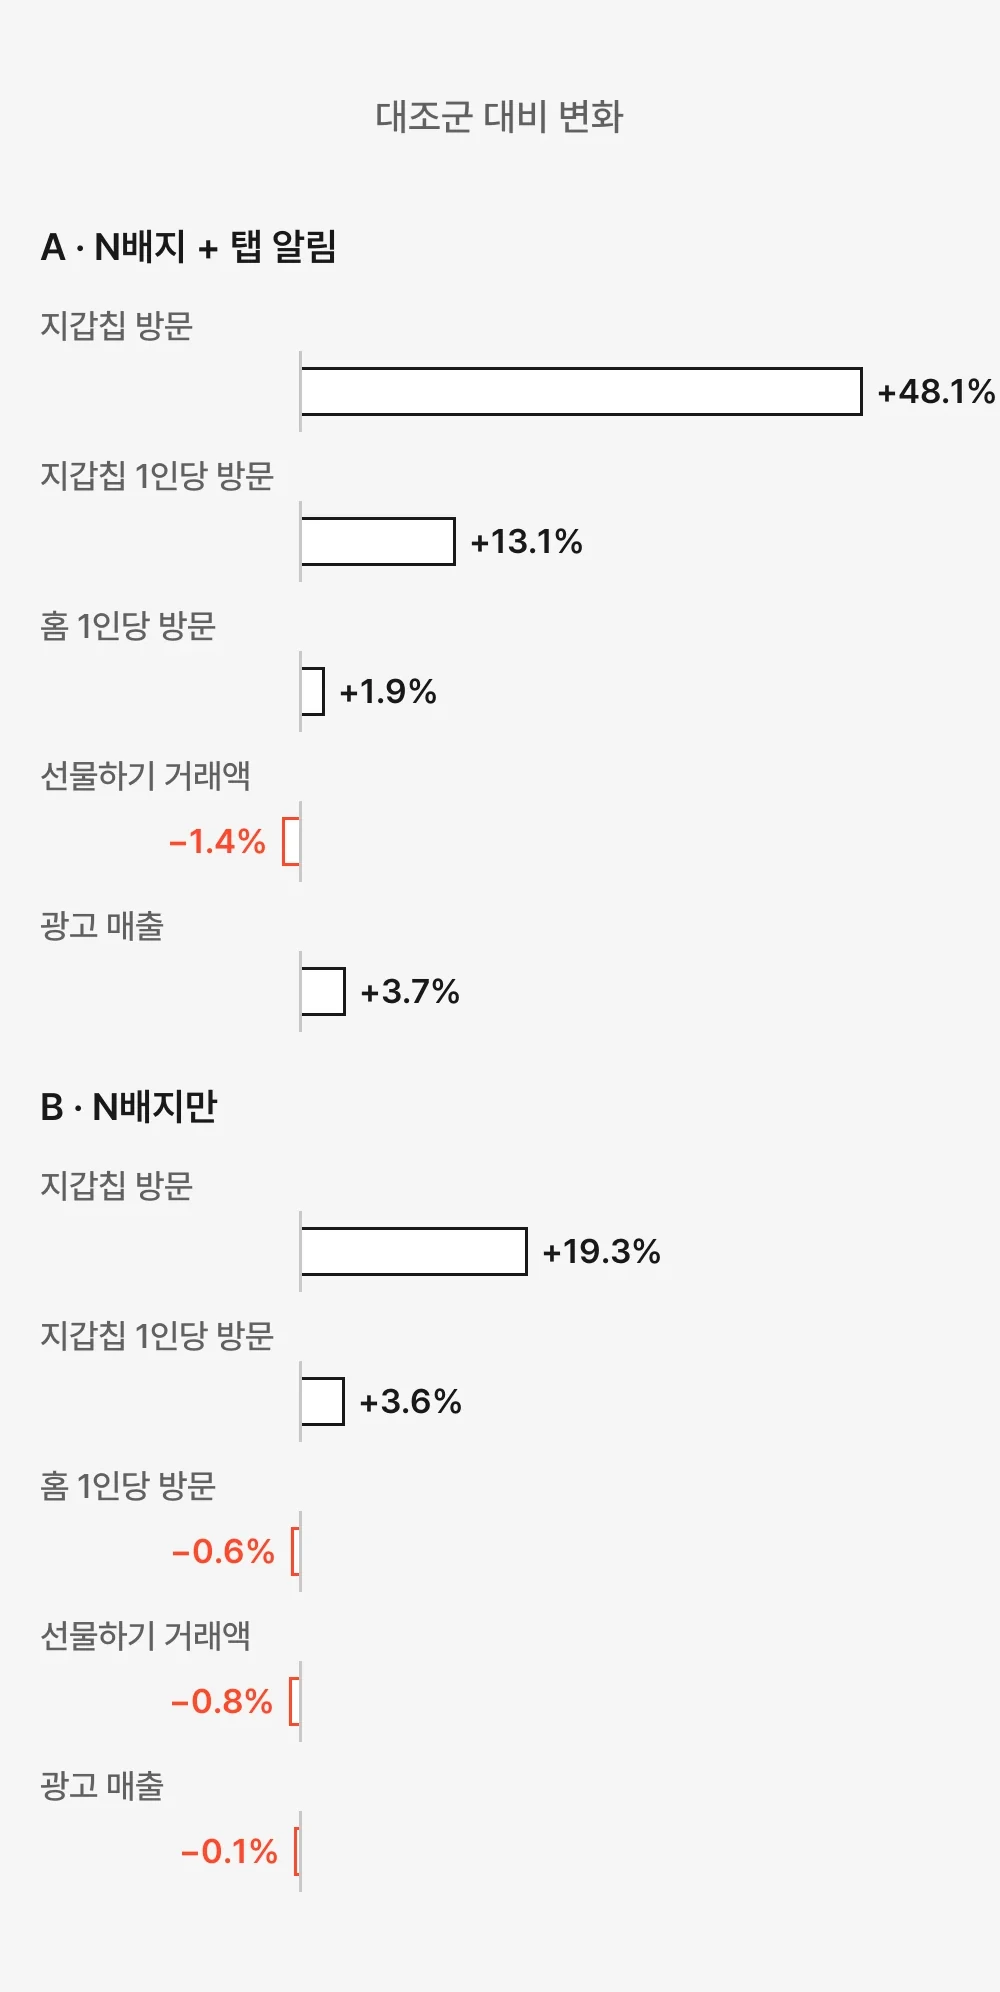 대조군 대비 변화
A · N배지 + 탭 알림
지갑칩 방문
+48.1%
지갑칩 1인당 방문
+13.1%
홈 1인당 방문
+1.9%
선물하기 거래액
−1.4%
광고 매출
+3.7%
B · N배지만
지갑칩 방문
+19.3%
지갑칩 1인당 방문
+3.6%
홈 1인당 방문
−0.6%
선물하기 거래액
−0.8%
광고 매출
−0.1%